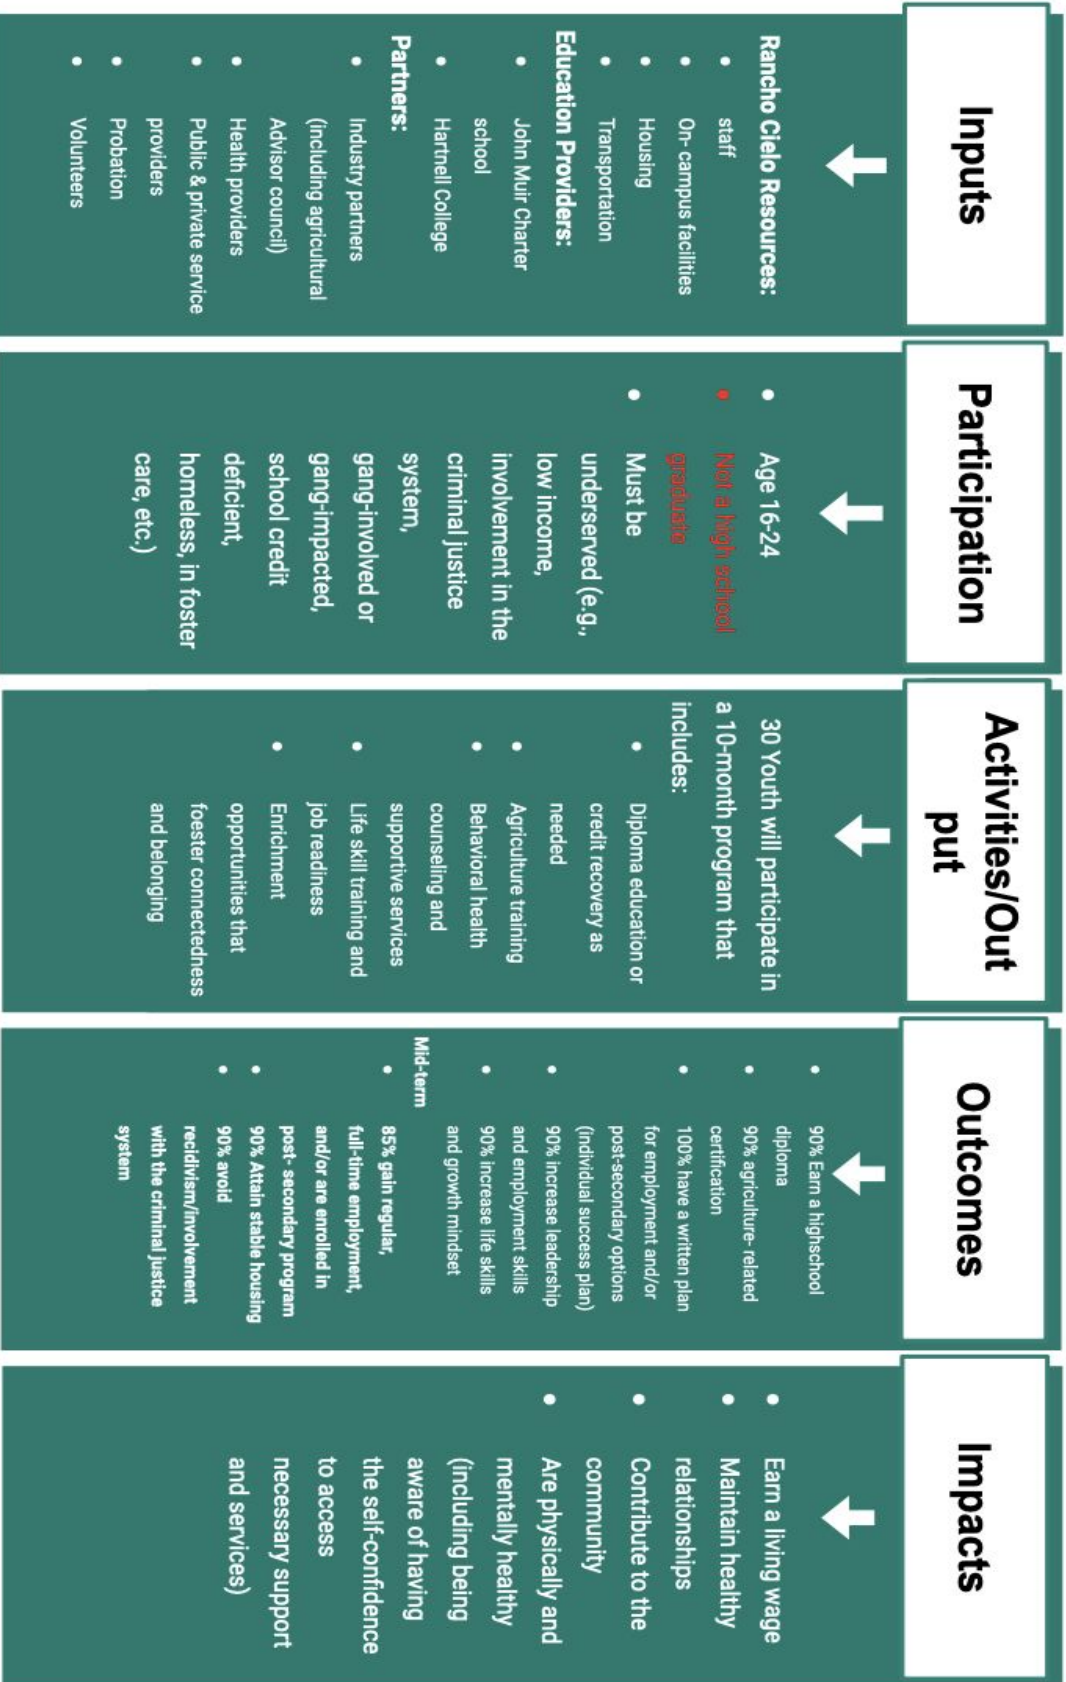 Inputs
Rancho Cielo Resources:
staff
On- campus facilities
Housing
Transportation
Education Providers:
John Muir Charter
school
Hartnell College
Partners:
Industry partners
(including agricultural
Advisor council)
Health providers
Public & private service
providers
Probation
Volunteers
Participation
Age 16-24
Not a high school
graduate
Must be
underserved (e.g.,
low income,
involvement in the
criminal justice
system,
gang-involved or
gang-impacted,
school credit
deficient,
homeless, in foster
care, etc.)
Activities/Out
put
30 Youth will participate in
a 10-month program that
includes:
Diploma education or
credit recovery as
needed
Agriculture training
Behavioral health
counseling and
supportive services
Life skill training and
job readiness
Enrichment
opportunities that
foester connectedness
and belonging
Outcomes
90% Earn a highschool
diploma
90% agriculture- related
certification
100% have a written plan
for employment and/or
post-secondary options
(individual success plan)
90% increase leadership
and employment skills
90% increase life skills
and growth mindset
Mid-term
85% gain regular,
full-time employment,
and/or are enrolled in
post- secondary program
90% Attain stable housing
90% avoid
recidivism/involvement
with the criminal justice
system
Impacts
Earn a living wage
Maintain healthy
relationships
Contribute to the
community
Are physically and
mentally healthy
(including being
aware of having
the self-confidence
to access
necessary support
and services)